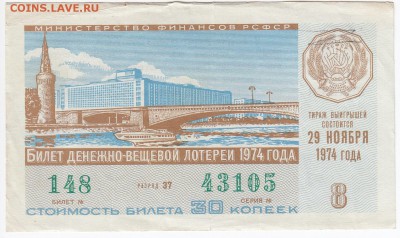 COINS.LAVE.RU
МИНИСТЕРСТВО ФИНАНСОВ РСФСР
ТИРАЖ ВЫИГРЫШЕЙ
СОСТОИТСЯ
29 НОЯБРЯ
1974 ГОДА
БИЛЕТ ДЕНЕЖНО-ВЕЩЕВОЙ ЛОТЕРЕИ 1974 ГОДА
148 РАЗРЯД 37 43105 8
БИЛЕТ № СЕРИЯ №
СТОИМОСТЬ БИЛЕТА 30 КОПЕЕК